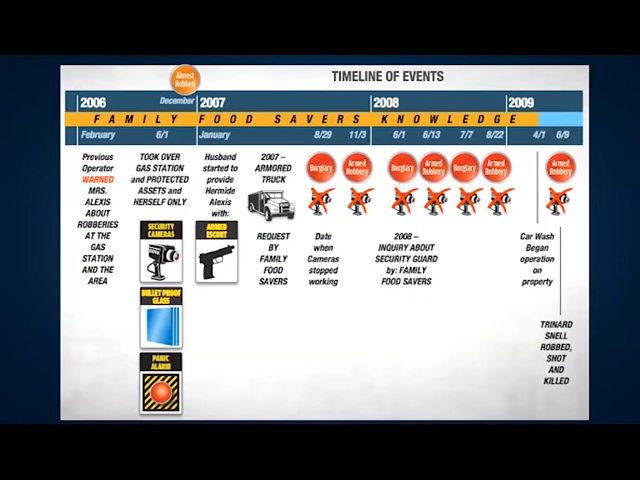 TIMELINE OF EVENTS
Almost
Robbed
2006
December
2007
2008
2009
FAMILY FOOD SAVERS KNOWLEDGE
February
6/1
January
8/29
11/3
6/1
6/13
7/7
8/22
4/1
6/9
Previous
Operator
WARNED
MRS.
ALEXIS
ABOUT
ROBBERIES
AT THE
GAS
STATION
AND THE
AREA
TOOK OVER
GAS STATION
and PROTECTED
ASSETS and
HERSELF ONLY
SECURITY
CAMERAS
BULLET PROOF
GLASS
PANIC
ALARM
Husband
started to
provide
Hermide
Alexis
with:
ARMED
ESCORT
2007 –
ARMORED
TRUCK
REQUEST
BY
FAMILY
FOOD
SAVERS
Burglary
Armed
Robbery
Date
when
Cameras
stopped
working
Burglary
Armed
Robbery
Burglary
Armed
Robbery
2008 -
INQUIRY ABOUT
SECURITY GUARD
by: FAMILY
FOOD SAVERS
Armed
Robbery
Car Wash
Began
operation
on
property
TRINARD
SNELL
ROBBED,
SHOT
AND
KILLED